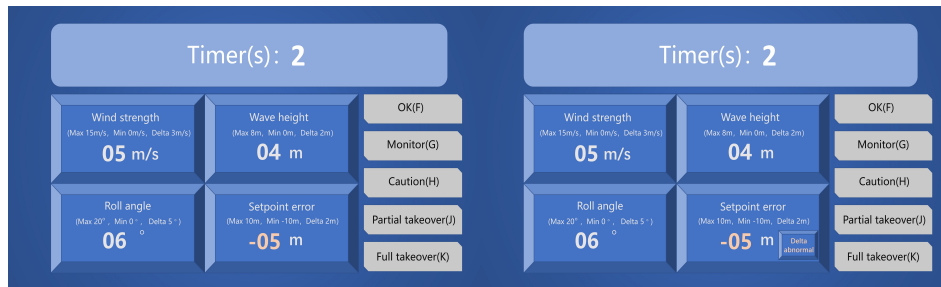 Timer(s): 2
Wind strength
(Max 15m/s, Min 0m/s, Delta 3m/s)
05 m/s
Wave height
(Max 8m, Min 0m, Delta 2m)
04 m
Roll angle
(Max 20°, Min 0°, Delta 5°)
06 °
Setpoint error
(Max 10m, Min -10m, Delta 2m)
-05 m
OK(F)
Monitor(G)
Caution(H)
Partial takeover(J)
Full takeover(K)
Timer(s): 2
Wind strength
(Max 15m/s, Min 0m/s, Delta 3m/s)
05 m/s
Wave height
(Max 8m, Min 0m, Delta 2m)
04 m
Roll angle
(Max 20°, Min 0°, Delta 5°)
06 °
Setpoint error
(Max 10m, Min -10m, Delta 2m)
-05 m
Delta
abnormal
OK(F)
Monitor(G)
Caution(H)
Partial takeover(J)
Full takeover(K)